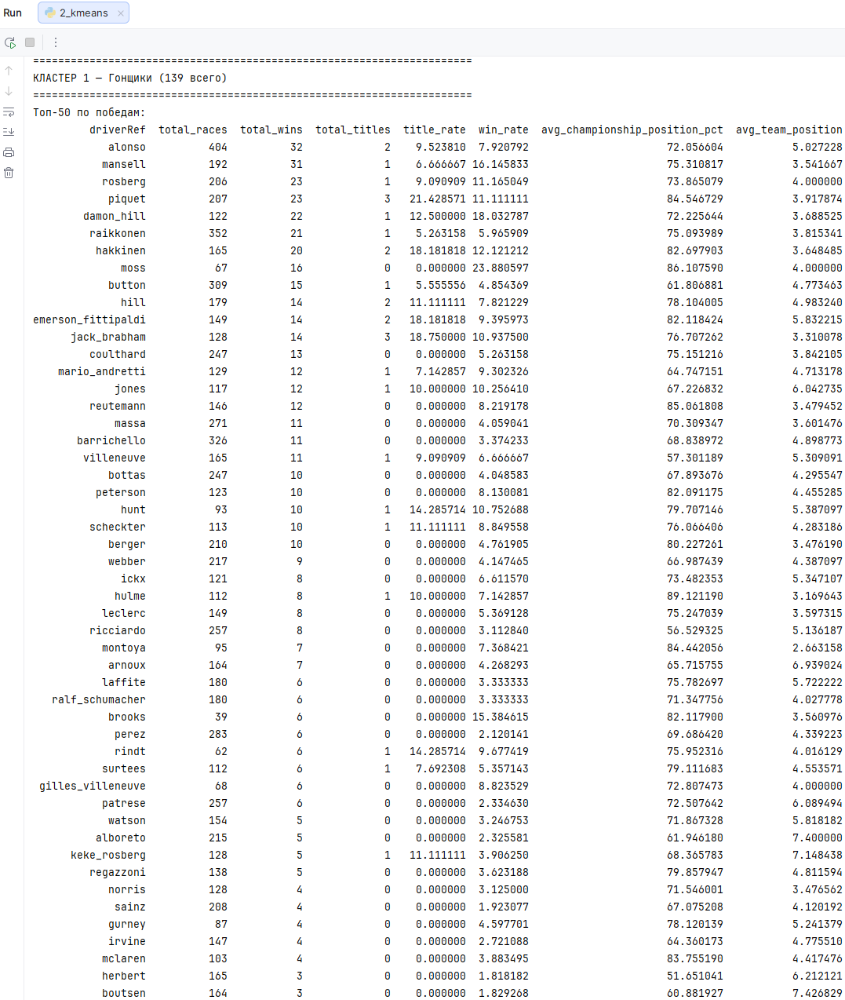 Run 2_kmeans
======================================================================
КЛАСТЕР 1 — Гонщики (139 всего)
======================================================================
Топ-50 по победам:
driverRef total_races total_wins total_titles title_rate win_rate avg_championship_position_pct avg_team_position
alonso 404 32 2 9.523810 7.920792 72.056604 5.027228
mansell 192 31 1 6.666667 16.145833 75.310817 3.541667
rosberg 206 23 1 9.090909 11.165049 73.865079 4.000000
piquet 207 23 3 21.428571 11.111111 84.546729 3.917874
damon_hill 122 22 1 12.500000 18.032787 72.225644 3.688525
raikkonen 352 21 1 5.263158 5.965909 75.093989 3.815341
hakkinen 165 20 2 18.181818 12.121212 82.697903 3.648485
moss 67 16 0 0.000000 23.880597 86.107590 4.000000
button 309 15 1 5.555556 4.854369 61.806881 4.773463
hill 179 14 2 11.111111 7.821229 78.104005 4.983240
emerson_fittipaldi 149 14 2 18.181818 9.395973 82.118424 5.832215
jack_brabham 128 14 3 18.750000 10.937500 76.707262 3.310078
coulthard 247 13 0 0.000000 5.263158 75.151216 3.842105
mario_andretti 129 12 1 7.142857 9.302326 64.747151 4.713178
jones 117 12 1 10.000000 10.256410 67.226832 6.042735
reutemann 146 12 0 0.000000 8.219178 85.061808 3.479452
massa 271 11 0 0.000000 4.059041 70.309347 3.601476
barrichello 326 11 0 0.000000 3.374233 68.838972 4.898773
villeneuve 165 11 1 9.090909 6.666667 57.301189 5.309091
bottas 247 10 0 0.000000 4.048583 67.893676 4.295547
peterson 123 10 0 0.000000 8.130081 82.091175 4.455285
hunt 93 10 1 14.285714 10.752688 79.707146 5.387097
scheckter 113 10 1 11.111111 8.849558 76.066406 4.283186
berger 210 10 0 0.000000 4.761905 80.227261 3.476190
webber 217 9 0 0.000000 4.147465 66.987439 4.387097
ickx 121 8 0 0.000000 6.611570 73.482353 5.347107
hulme 112 8 1 10.000000 7.142857 89.121190 3.169643
leclerc 149 8 0 0.000000 5.369128 75.247039 3.597315
ricciardo 257 8 0 0.000000 3.112840 56.529325 5.136187
montoya 95 7 0 0.000000 7.368421 84.442056 2.663158
arnoux 164 7 0 0.000000 4.268293 65.715755 6.939024
laffite 180 6 0 0.000000 3.333333 75.782697 5.722222
ralf_schumacher 180 6 0 0.000000 3.333333 71.347756 4.027778
brooks 39 6 0 0.000000 15.384615 82.117900 3.560976
perez 283 6 0 0.000000 2.120141 69.686420 4.339223
rindt 62 6 1 14.285714 9.677419 75.952316 4.016129
surtees 112 6 1 7.692308 5.357143 79.111683 4.553571
gilles_villeneuve 68 6 0 0.000000 8.823529 72.807473 4.000000
patrese 257 6 0 0.000000 2.334630 72.507642 6.089494
watson 154 5 0 0.000000 3.246753 71.867328 5.818182
alboreto 215 5 0 0.000000 2.325581 61.946180 7.400000
keke_rosberg 128 5 1 11.111111 3.906250 68.365783 7.148438
regazzoni 138 5 0 0.000000 3.623188 79.857947 4.811594
norris 128 4 0 0.000000 3.125000 71.546001 3.476562
sainz 208 4 0 0.000000 1.923077 67.075208 4.120192
gurney 87 4 0 0.000000 4.597701 78.120139 5.241379
irvine 147 4 0 0.000000 2.721088 64.360173 4.775510
mclaren 103 4 0 0.000000 3.883495 83.755190 4.417476
herbert 165 3 0 0.000000 1.818182 51.651041 6.212121
boutsen 164 3 0 0.000000 1.829268 60.881927 7.426829